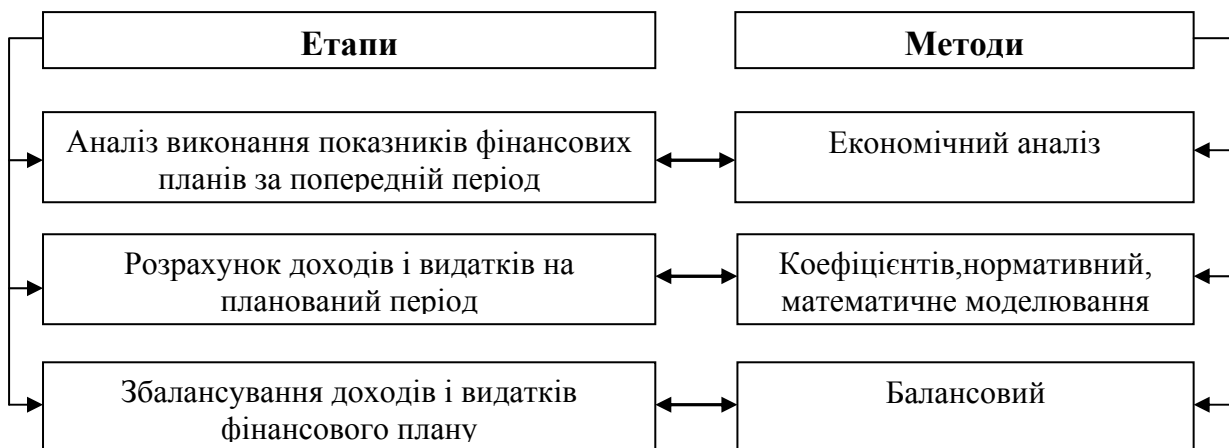 Етапи
Методи
Аналіз виконання показників фінансових
планів за попередній період
Економічний аналіз
Розрахунок доходів і видатків на
планований період
Коефіцієнтів,нормативний,
математичне моделювання
Збалансування доходів і видатків
фінансового плану
Балансовий